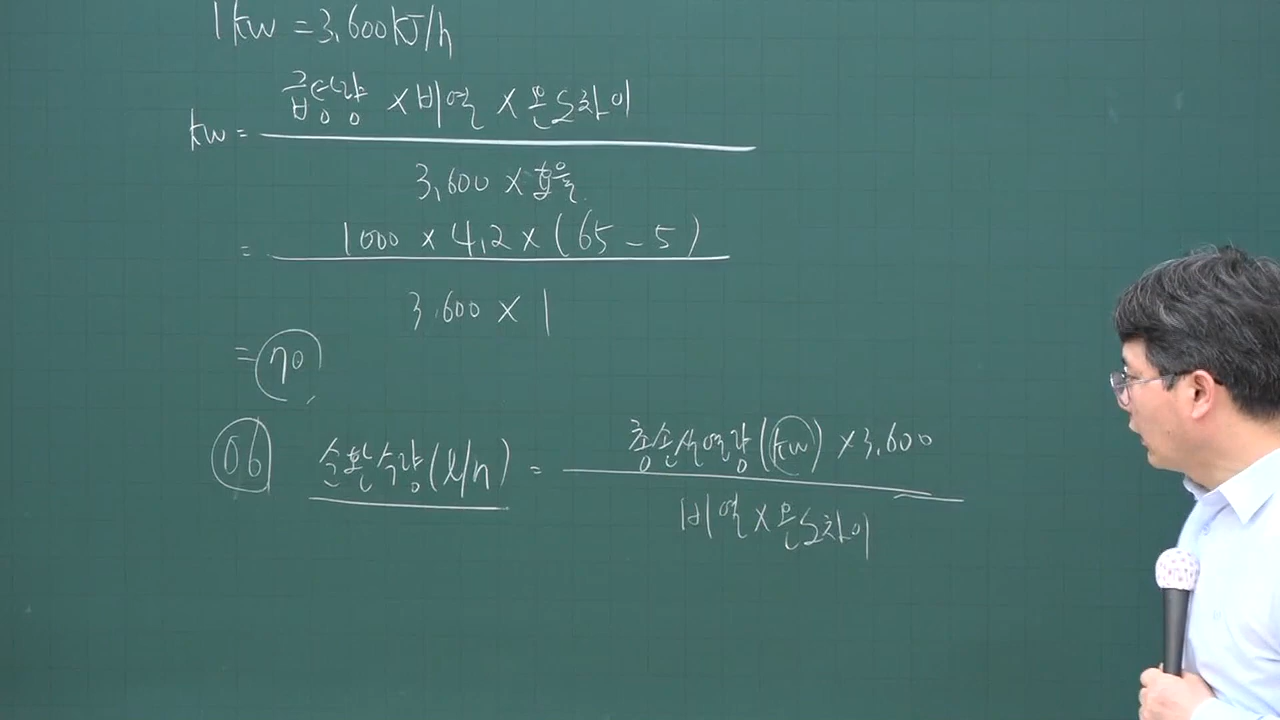 1kw = 3,600kJ/h
급탕량 × 비열 × 온도차이
kw =
3,600 × 효율
= 1000 × 4.2 × (65 - 5)
3.600 × 1
= 70
06 순환수량(l/h) = 총손실열량(kw) × 3,600
비열 × 온도차이